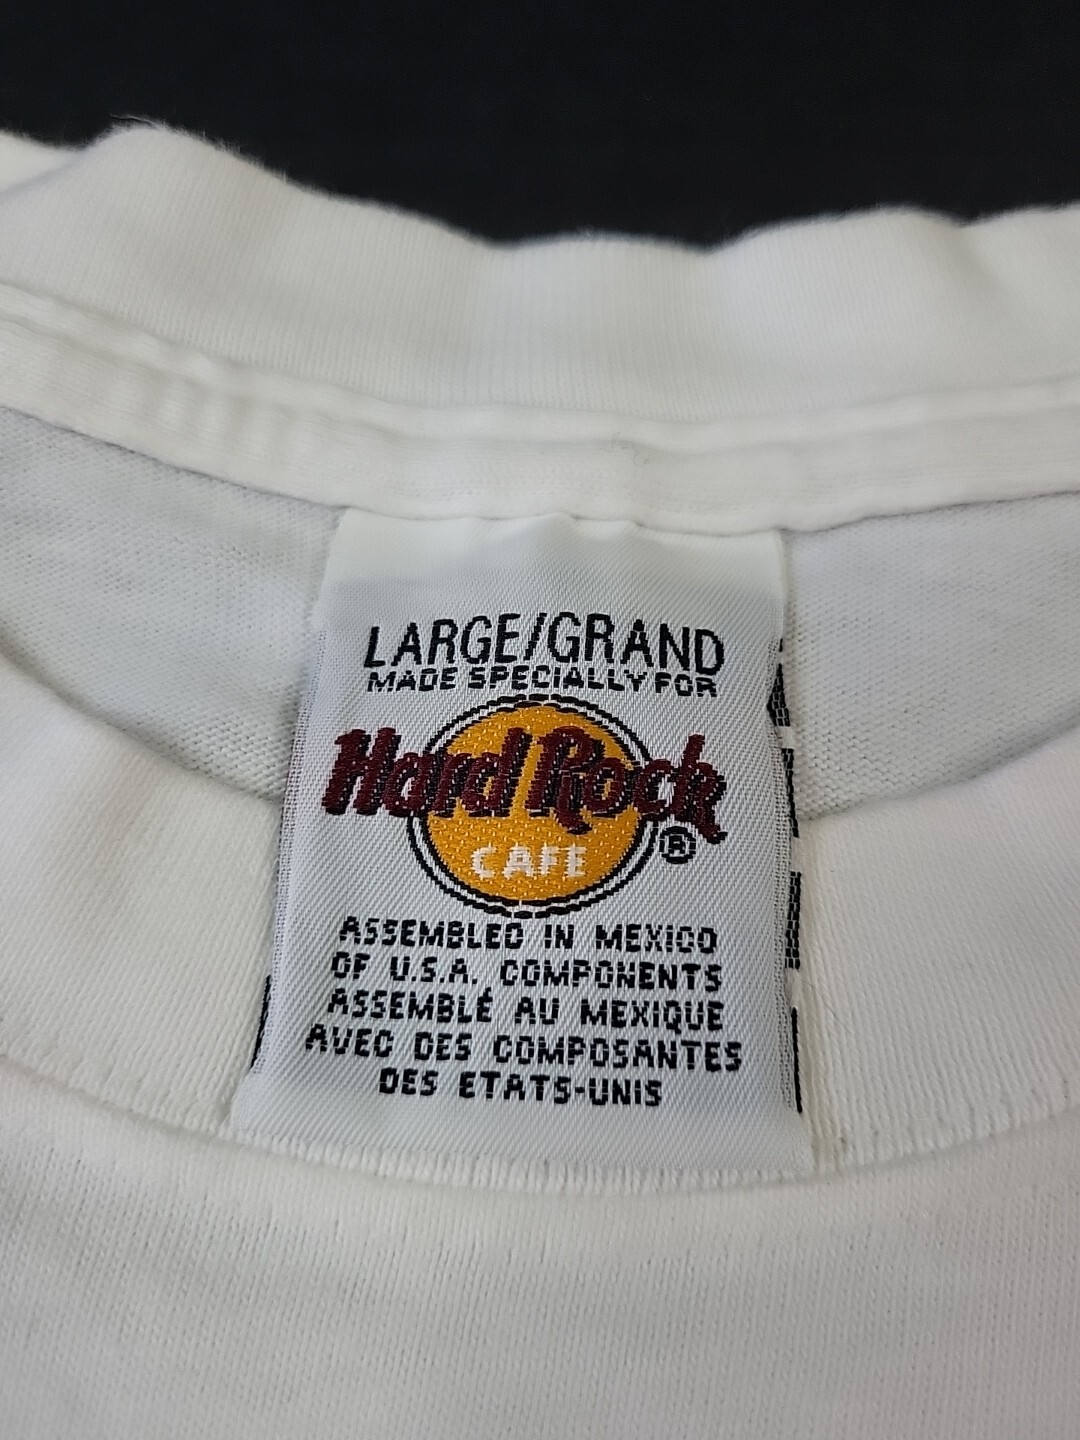 LARGE/GRAND
MADE SPECIALLY FOR
Hard Rock
CAFE ®
ASSEMBLED IN MEXICO
OF U.S.A. COMPONENTS
ASSEMBLÉ AU MEXIQUE
AVEC DES COMPOSANTES
DES ETATS-UNIS